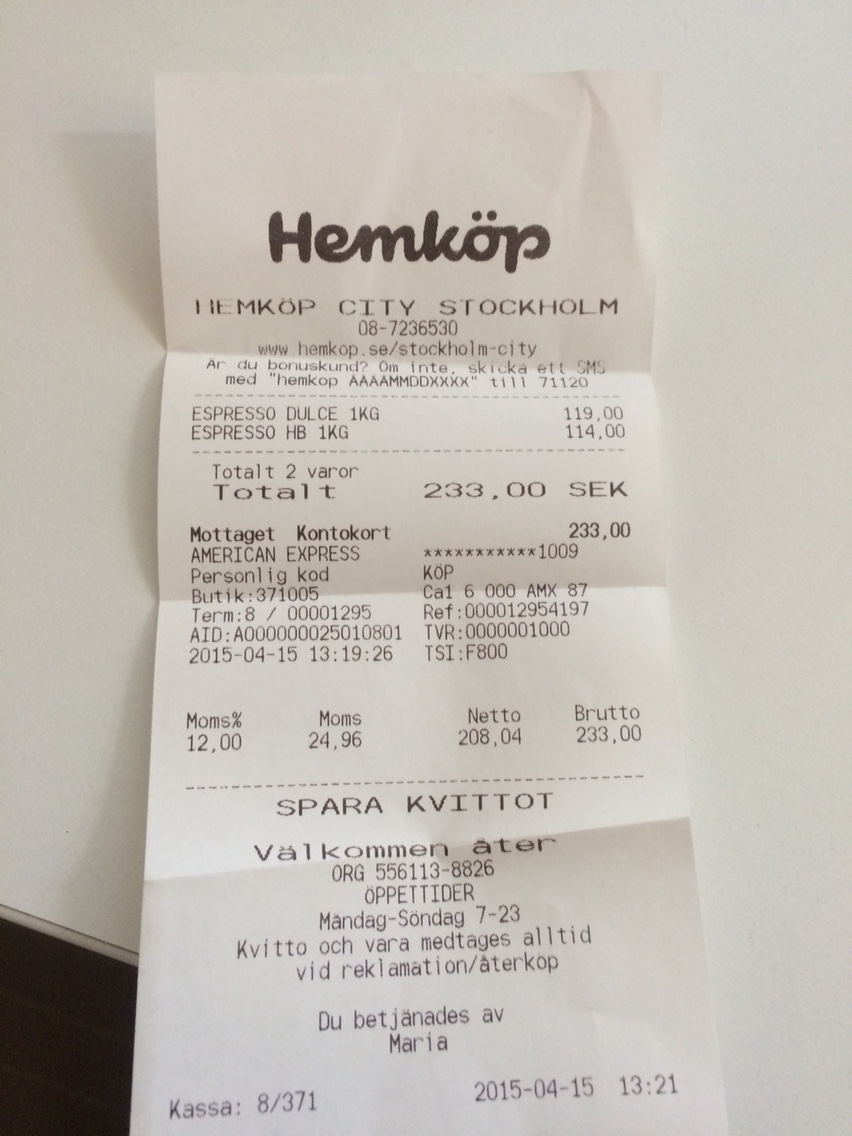 Hemköp
HEMKÖP CITY STOCKHOLM
08-7236530
www.hemkop.se/stockholm-city
Är du bonuskund? Om inte, skicka ett SMS
med "hemkop ÅÅÅÅMMDDXXXX" till 71120
ESPRESSO DULCE 1KG 119,00
ESPRESSO HB 1KG 114,00
Totalt 2 varor
Totalt 233,00 SEK
Mottaget Kontokort 233,00
AMERICAN EXPRESS ***********1009
Personlig kod KÖP
Butik:371005 Ca1 6 000 AMX 87
Term:8 / 00001295 Ref:000012954197
AID:A000000025010801 TVR:0000001000
2015-04-15 13:19:26 TSI:F800
Moms% Moms Netto Brutto
12,00 24,96 208,04 233,00
SPARA KVITTOT
Välkommen åter
ORG 556113-8826
ÖPPETTIDER
Måndag-Söndag 7-23
Kvitto och vara medtages alltid
vid reklamation/återköp
Du betjänades av
Maria
Kassa: 8/371 2015-04-15 13:21